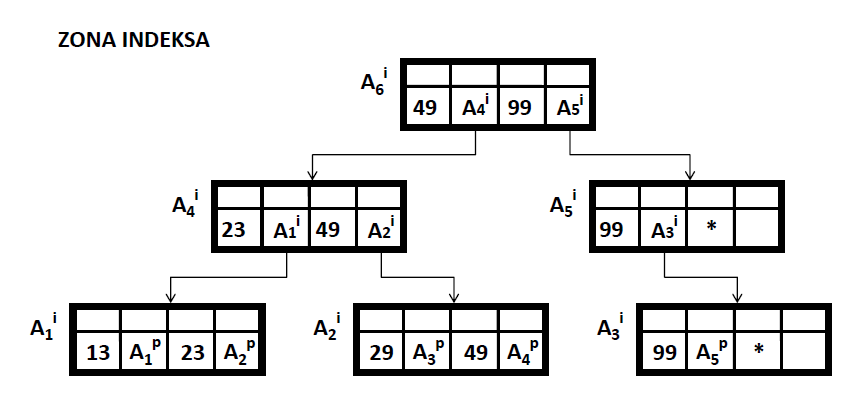 ZONA INDEKSA
A₆ⁱ
49 A₄ⁱ 99 A₅ⁱ
A₄ⁱ
23 A₁ⁱ 49 A₂ⁱ
A₅ⁱ
99 A₃ⁱ *
A₁ⁱ
13 A₁ᵖ 23 A₂ᵖ
A₂ⁱ
29 A₃ᵖ 49 A₄ᵖ
A₃ⁱ
99 A₅ᵖ *